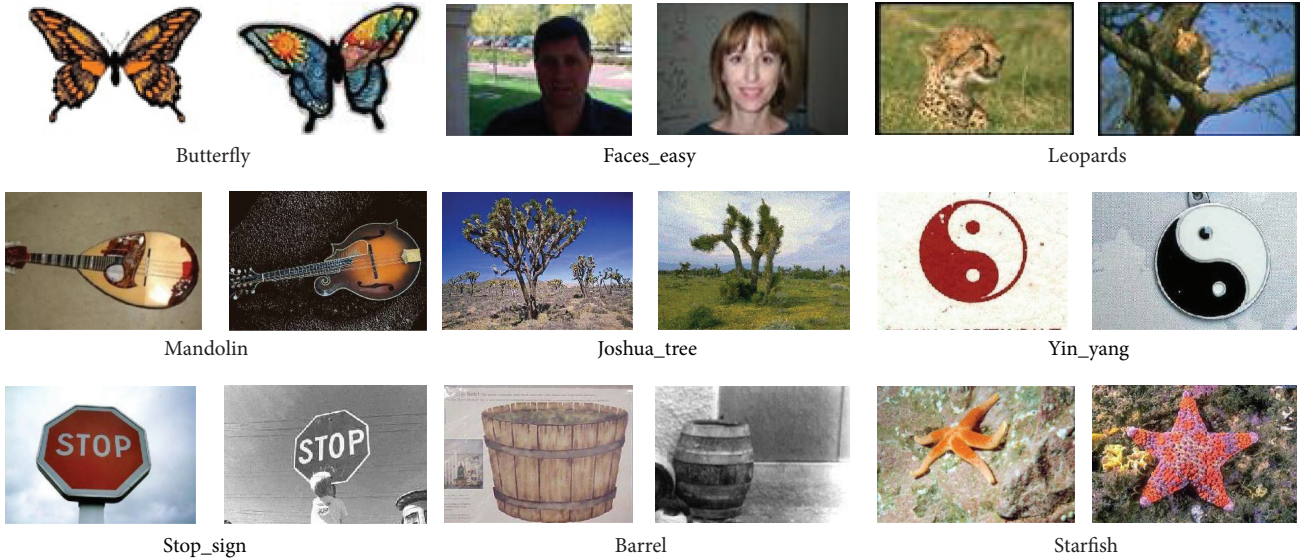 Butterfly
Faces_easy
Leopards
Mandolin
Joshua_tree
Yin_yang
STOP
STOP
Stop_sign
Barrel
Starfish